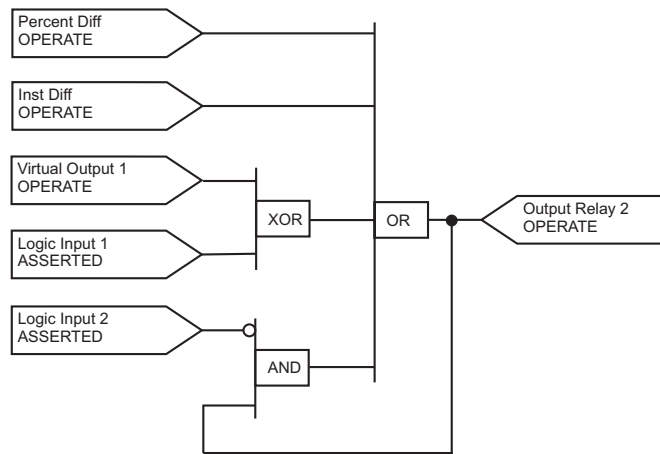 Percent Diff
OPERATE
Inst Diff
OPERATE
Virtual Output 1
OPERATE
XOR
OR
Output Relay 2
OPERATE
Logic Input 1
ASSERTED
Logic Input 2
ASSERTED
AND